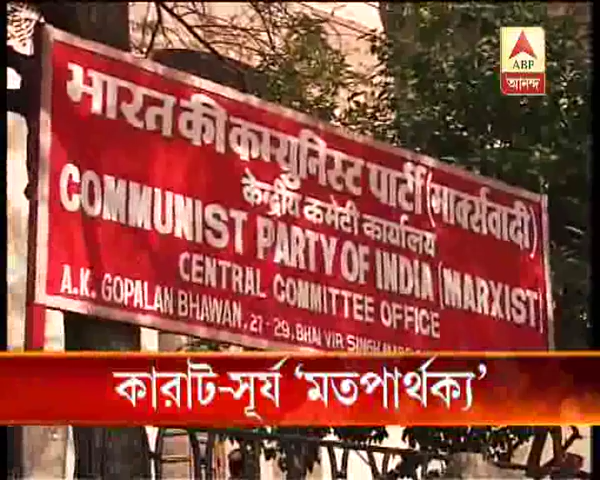 ABP
আনন্দ
भारत की कम्युनिस्ट पार्टी (मार्क्सवादी)
केन्द्रीय कमेटी कार्यालय
COMMUNIST PARTY OF INDIA (MARXIST)
CENTRAL COMMITTEE OFFICE
A.K. GOPALAN BHAWAN, 27-29, BHAI VIR SINGH
কারাট-সূর্য ‘মতপার্থক্য’